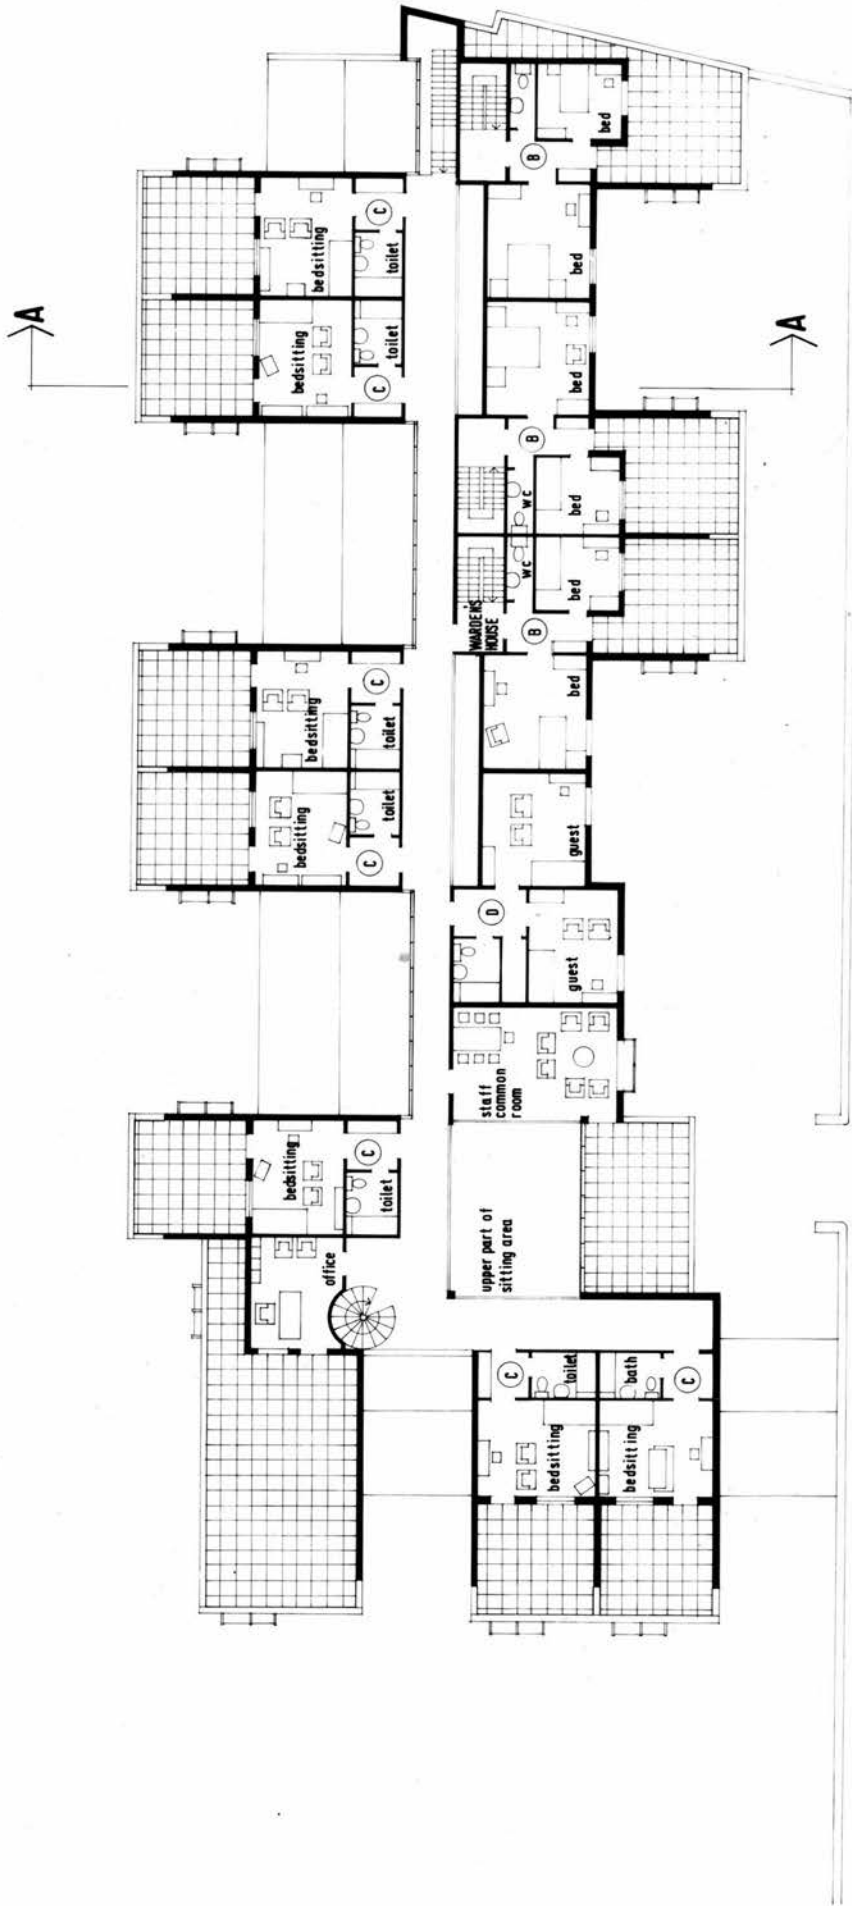 A
A
bedsitting
C
toilet
bedsitting
C
toilet
B
bed
bed
bed
B
wc
bed
WARDEN'S
HOUSE
wc
B
bed
bed
bedsitting
C
toilet
bedsitting
C
toilet
guest
D
guest
staff
common
room
upper part of
sitting area
bedsitting
C
toilet
office
C
toilet
bedsitting
bath
C
bedsitting